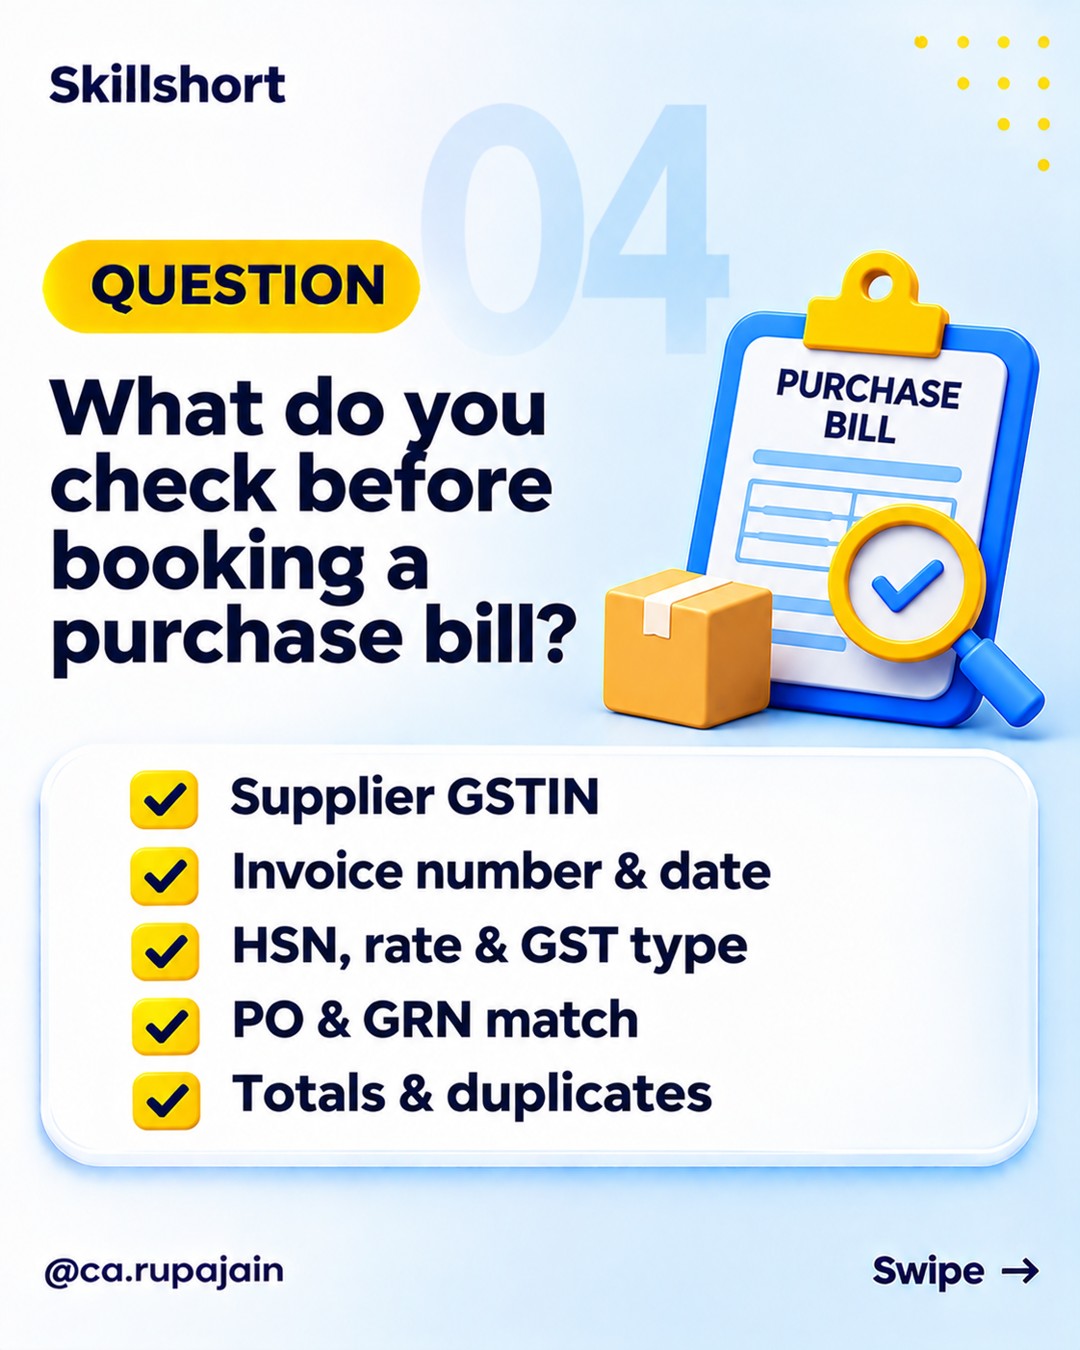 Skillshort
04
QUESTION
What do you
check before
booking a
purchase bill?
PURCHASE
BILL
Supplier GSTIN
Invoice number & date
HSN, rate & GST type
PO & GRN match
Totals & duplicates
@ca.rupajain
Swipe →